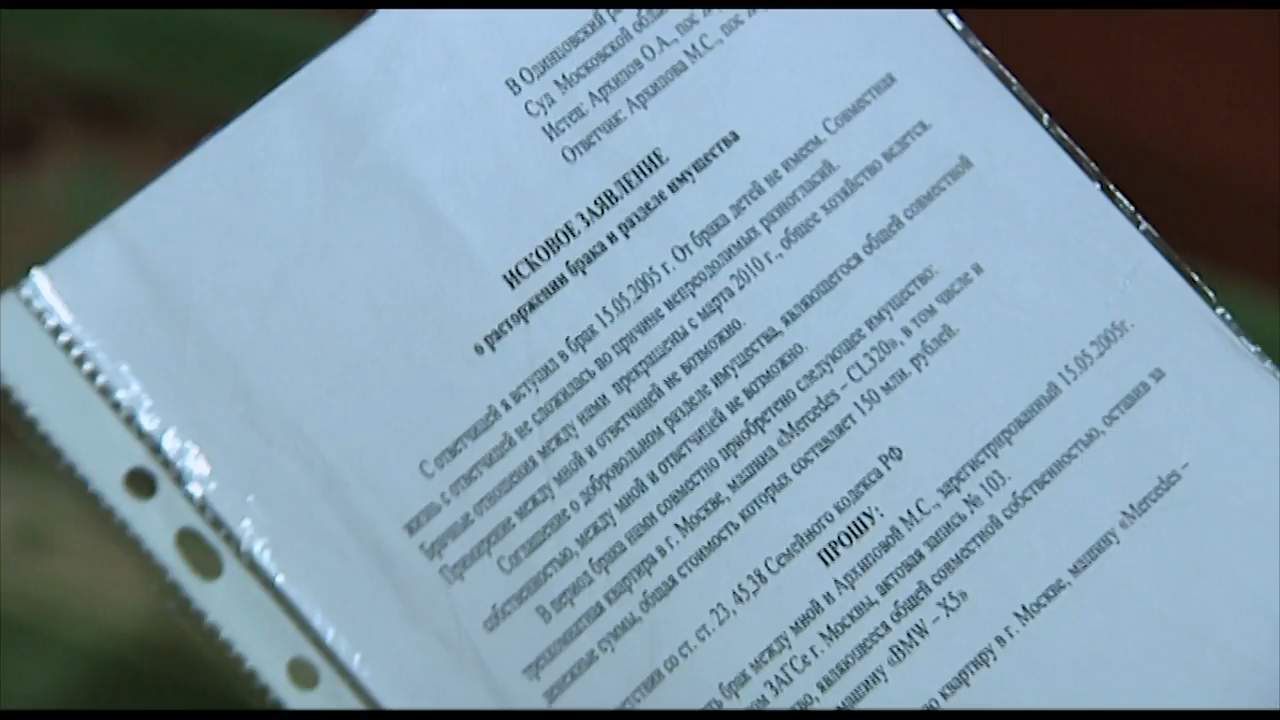 В Одинцовский
Суд Московской
Истец: Архипов О.А., пос
Ответчик: Архипова М.С., пос
ИСКОВОЕ ЗАЯВЛЕНИЕ
о расторжении брака и разделе имущества
С ответчицей я вступил в брак 15.05.2005 г. От брака детей не имеем. Совместная
жизнь с ответчицей не сложилась по причине непреодолимых разногласий.
Брачные отношения между нами прекращены с марта 2010 г., общее хозяйство ведется.
Примирение между мной и ответчицей не возможно.
Соглашение о добровольном разделе имущества, являющегося общей совместной
собственностью, между мной и ответчицей не возможно.
В период брака нами совместно приобретено следующее имущество:
трехкомнатная квартира в г. Москве, машина «Mercedes – CL320», в том числе и
денежные суммы, общая стоимость которых составляет 150 млн. рублей.
со ст. ст. 23, 45,38 Семейного кодекса РФ
ПРОШУ:
брак между мной и Архиповой М.С., зарегистрированный 15.05.2005г.
ЗАГСе г. Москвы, актовая запись № 103.
являющееся общей совместной собственностью, оставив за
машину «BMW – X5»
квартиру в г. Москве, машину «Mercedes –